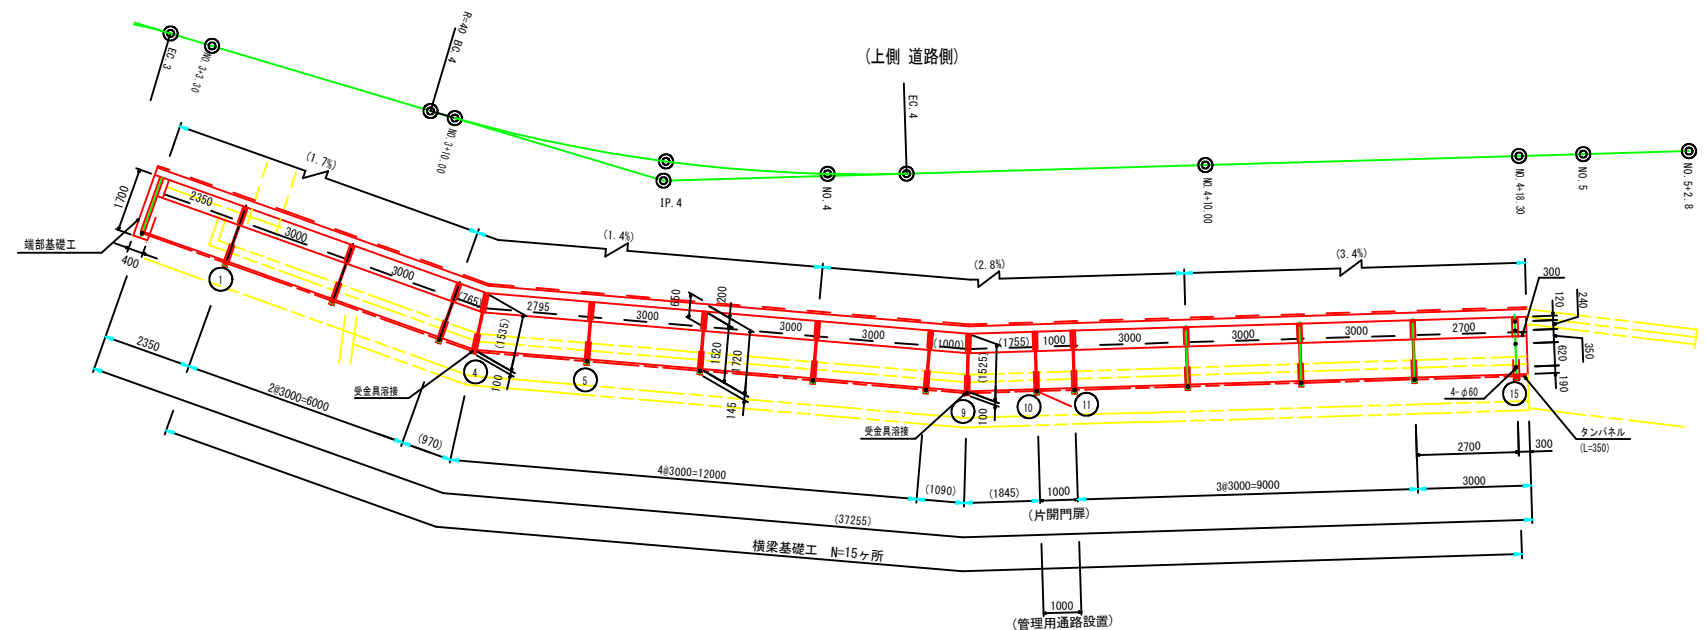 (上側 道路側)
EC.3
NO.3+3.30
R=40 BC.4
NO.3+10.00
IP.4
NO.4
EC.4
NO.4+10.00
NO.4+18.30
NO.5
NO.5+2.8
(1.7%)
(1.4%)
(2.8%)
(3.4%)
1700
2350
3000
3000
(765)
2795
3000
650
200
3000
3000
(1000)
(1755)
1000
3000
3000
3000
2700
300
120
240
350
620
190
端部基礎工
400
1
(1535)
100
4
5
1520
1720
145
(1525)
100
9
10
11
15
4-φ60
受金具溶接
受金具溶接
タンパネル
(L=350)
2350
2@3000=6000
(970)
4@3000=12000
(1090)
(1845)
1000
(片開門扉)
3@3000=9000
2700
300
3000
(37255)
横梁基礎工 N=15ヶ所
1000
(管理用通路設置)